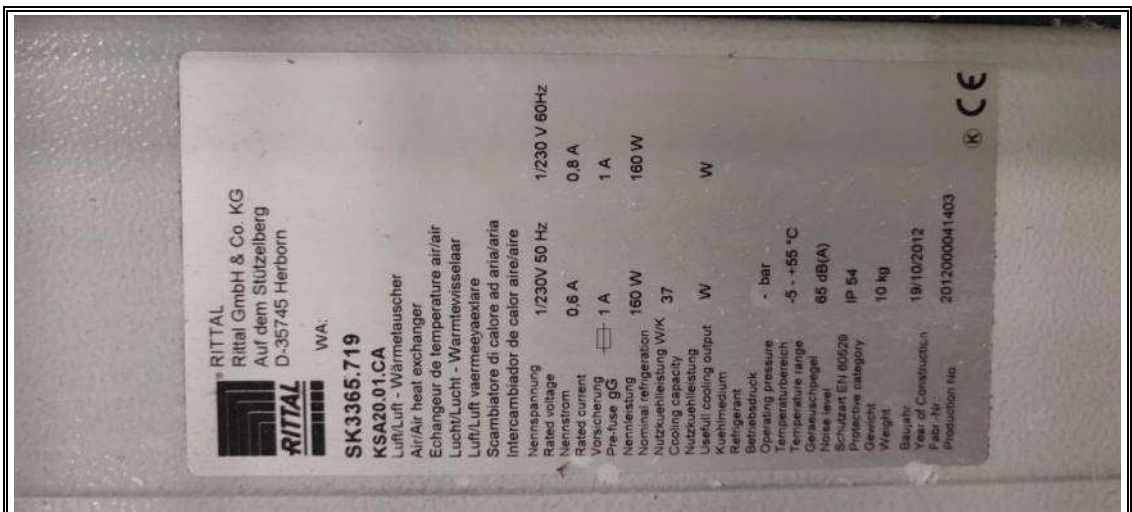 RITTAL
Rittal GmbH & Co. KG
Auf dem Stützelberg
D-35745 Herborn
RITTAL
WA:
SK3365.719
KSA20.01.CA
Luft/Luft - Wärmetauscher
Air/Air heat exchanger
Echangeur de temperature air/air
Lucht/Lucht - Warmtewisselaar
Luft/Luft vaermeeyaexlare
Scambiatore di calore ad aria/aria
Intercambiador de calor aire/aire
Nennspannung 1/230V 50 Hz 1/230 V 60Hz
Rated voltage
Nennstrom 0,6 A 0,8 A
Rated current
Vorsicherung 1 A 1 A
Pre-fuse gG
Nennleistung 160 W 160 W
Nominal refrigeration
Nutzkuehlleistung W/K 37
Cooling capacity
Nutzkuehlleistung W W
Usefull cooling output
Kuehlmedium
Refrigerant
Betriebsdruck - bar
Operating pressure
Temperaturbereich -5 - +55 °C
Temperature range
Geraeuschpegel 65 dB(A)
Noise level
Schutzart EN 60529 IP 54
Protective category
Gewicht 10 kg
Weight
Baujahr 19/10/2012
Year of Construction
Fabr-Nr
Production No. 2012000041403
K CE